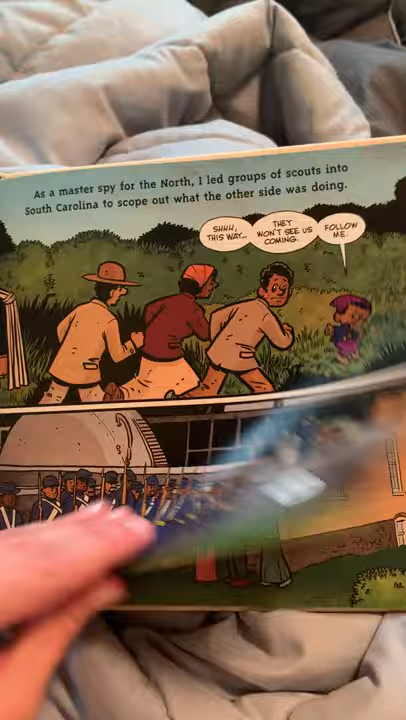 As a master spy for the North, I led groups of scouts into
South Carolina to scope out what the other side was doing.
SHHH,
THIS WAY...
THEY
WON'T SEE US
COMING.
FOLLOW
ME.